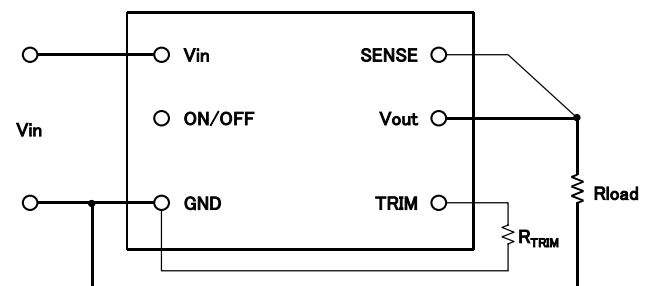 Vin SENSE
ON/OFF Vout
Vin
GND TRIM
Rload
RTRIM